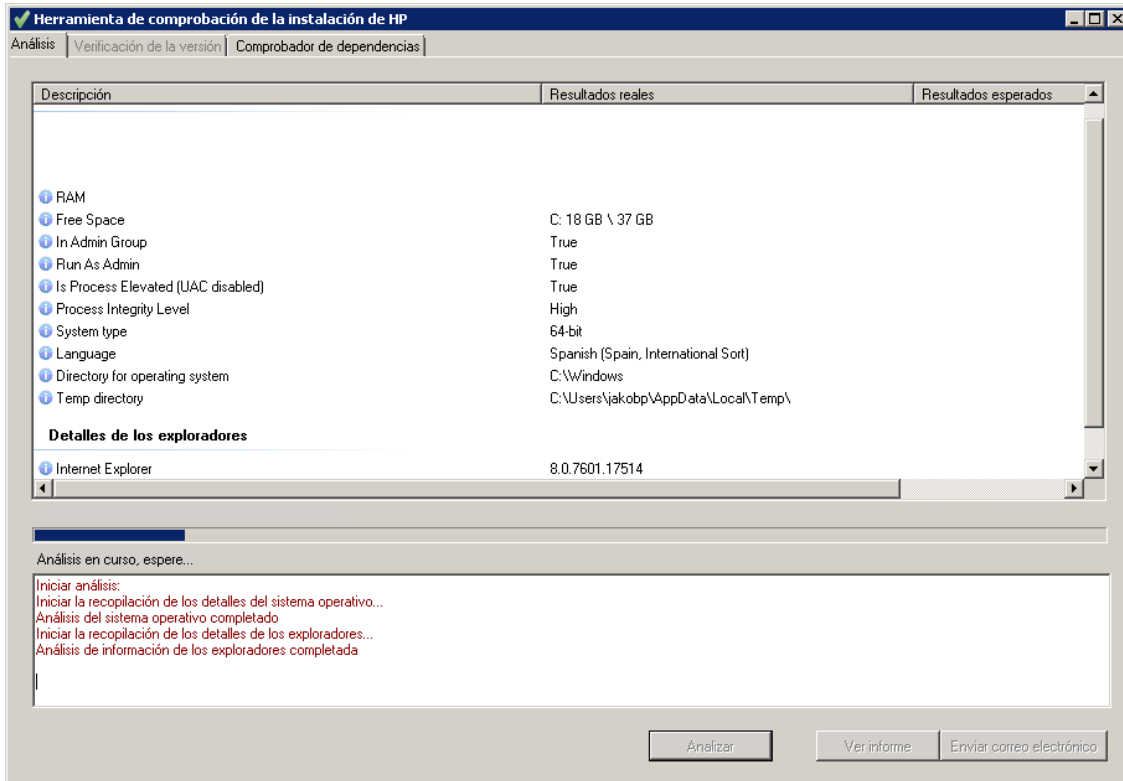 Herramienta de comprobación de la instalación de HP
Análisis Verificación de la versión Comprobador de dependencias
Descripción Resultados reales Resultados esperados
RAM
Free Space C: 18 GB \ 37 GB
In Admin Group True
Run As Admin True
Is Process Elevated (UAC disabled) True
Process Integrity Level High
System type 64-bit
Language Spanish (Spain, International Sort)
Directory for operating system C:\Windows
Temp directory C:\Users\jakobp\AppData\Local\Temp\
Detalles de los exploradores
Internet Explorer 8.0.7601.17514
Análisis en curso, espere...
Iniciar análisis:
Iniciar la recopilación de los detalles del sistema operativo...
Análisis del sistema operativo completado
Iniciar la recopilación de los detalles de los exploradores...
Análisis de información de los exploradores completada
Analizar Ver informe Enviar correo electrónico